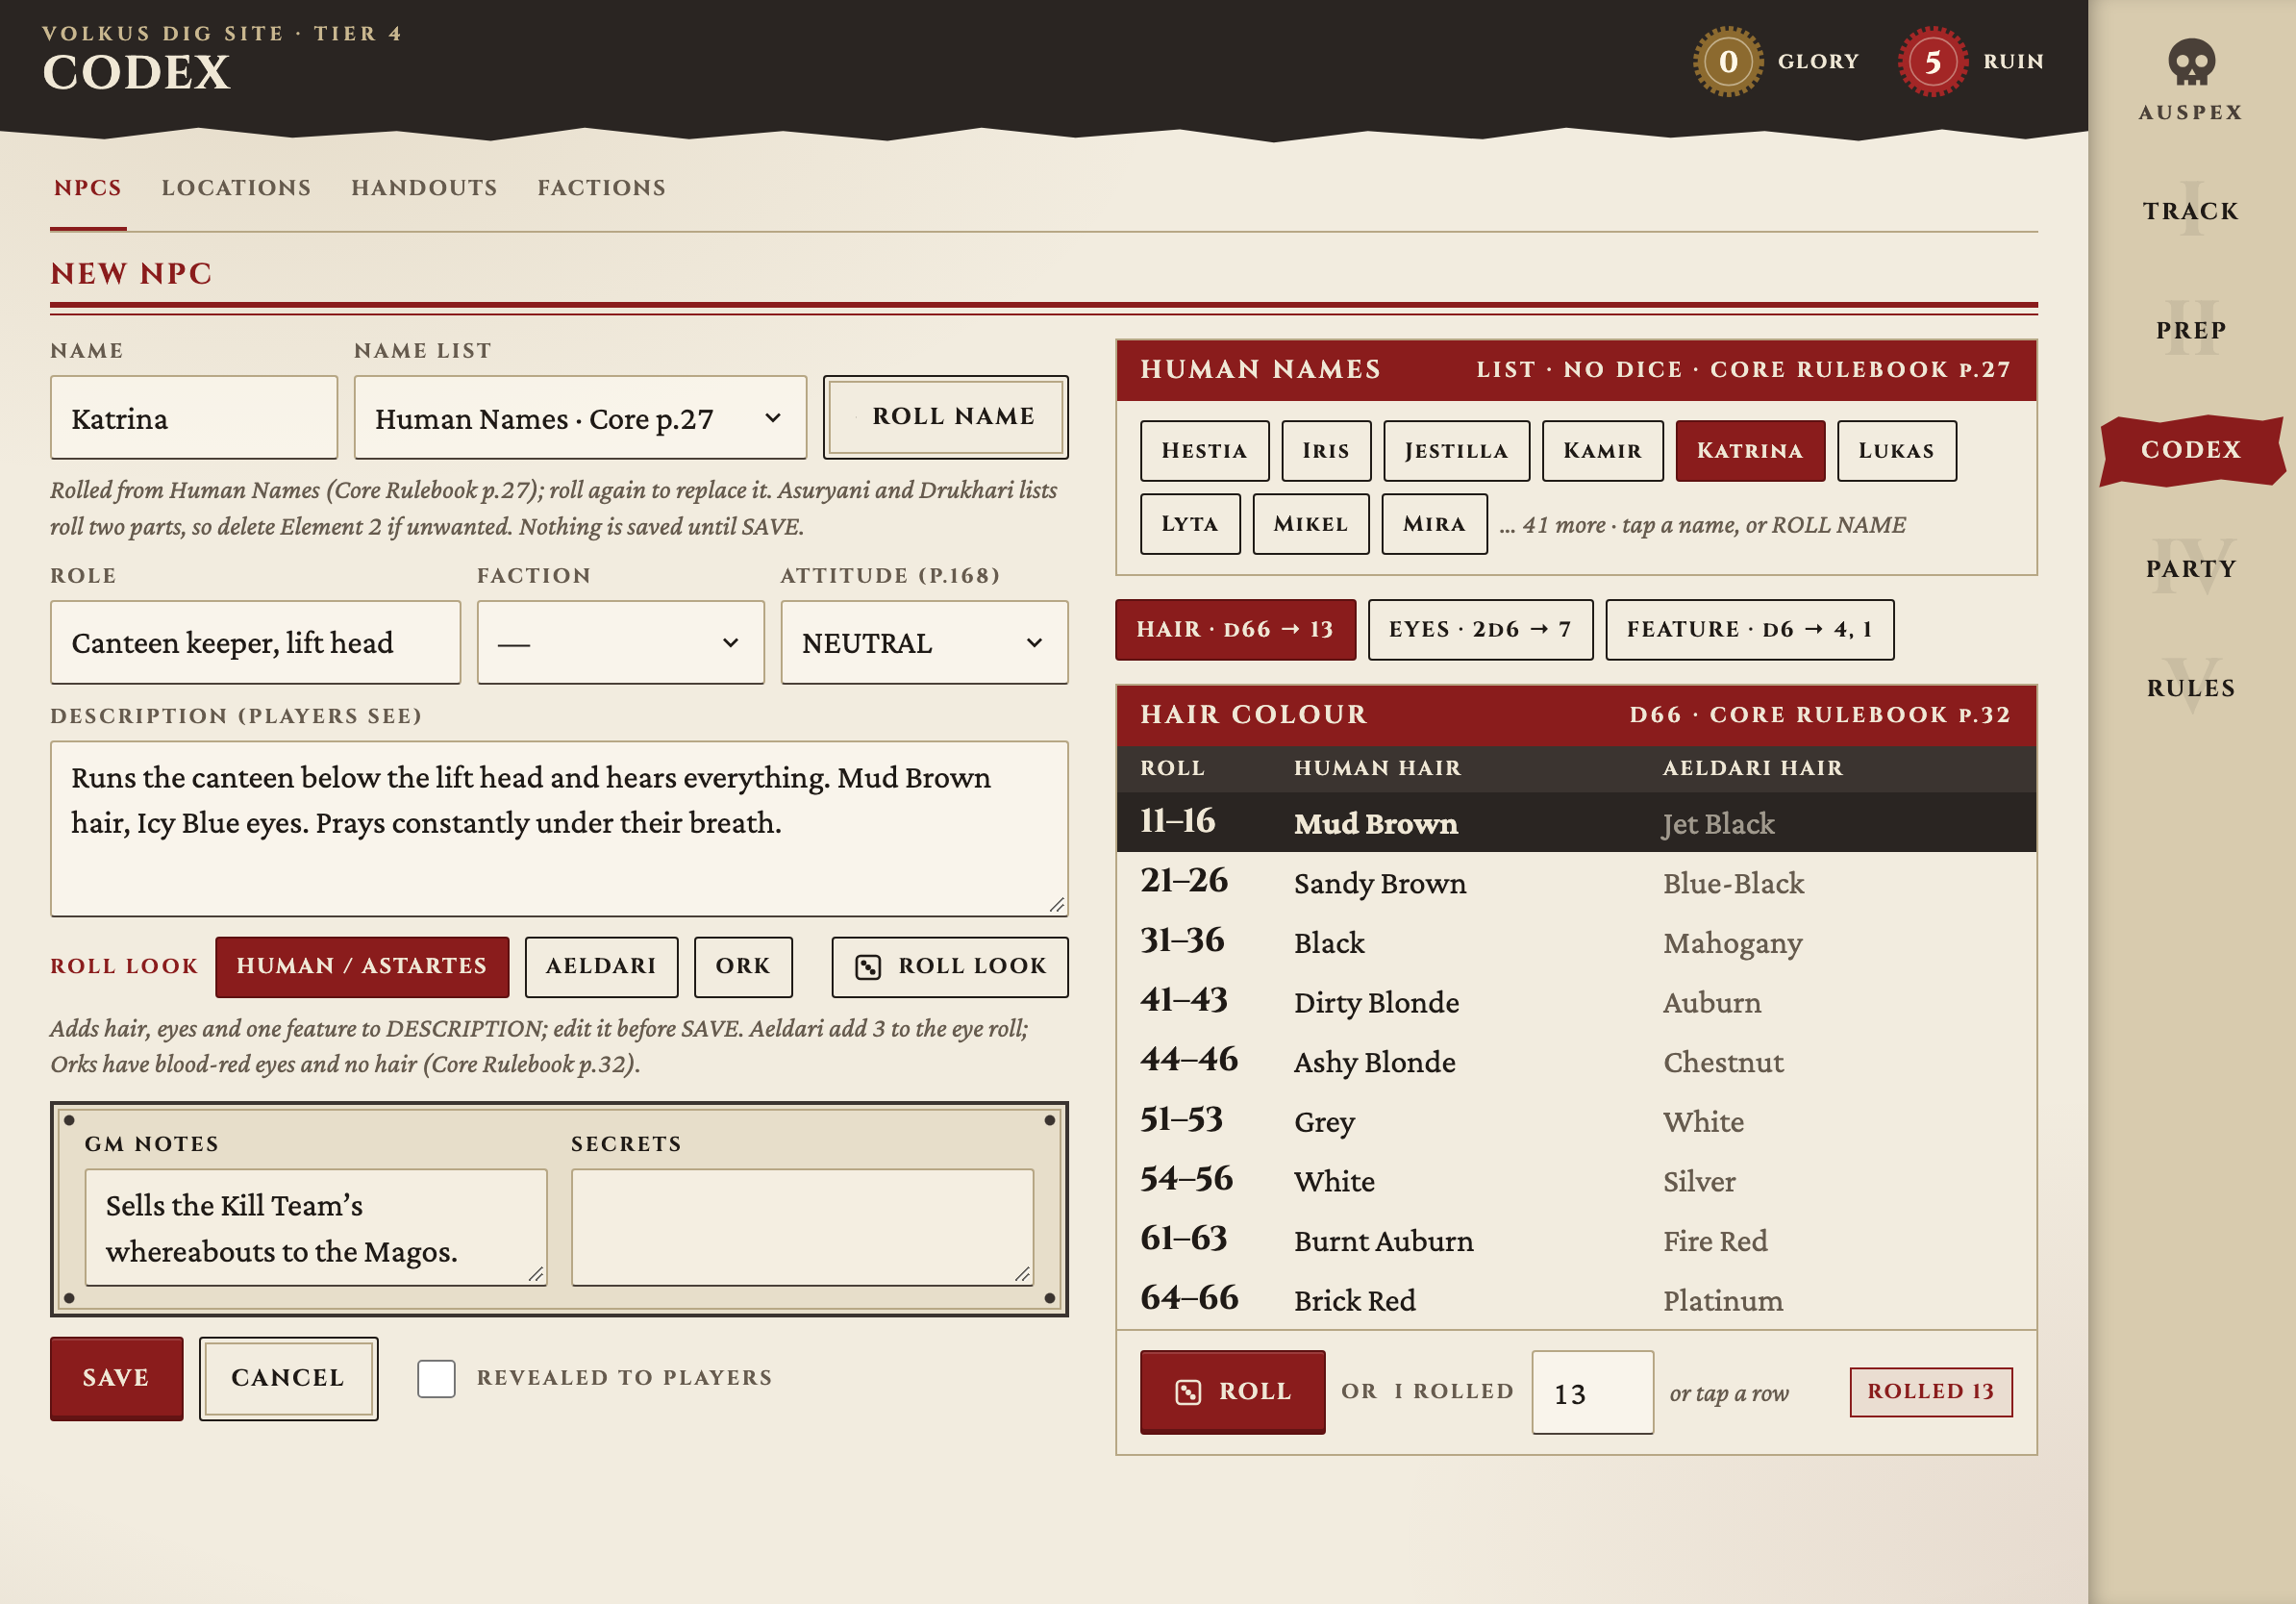 VOLKUS DIG SITE · TIER 4
CODEX
0 GLORY
5 RUIN
NPCS LOCATIONS HANDOUTS FACTIONS
NEW NPC
NAME NAME LIST
Katrina Human Names · Core p.27 ROLL NAME
Rolled from Human Names (Core Rulebook p.27); roll again to replace it. Asuryani and Drukhari lists
roll two parts, so delete Element 2 if unwanted. Nothing is saved until SAVE.
ROLE FACTION ATTITUDE (P.168)
Canteen keeper, lift head — NEUTRAL
DESCRIPTION (PLAYERS SEE)
Runs the canteen below the lift head and hears everything. Mud Brown
hair, Icy Blue eyes. Prays constantly under their breath.
ROLL LOOK HUMAN / ASTARTES AELDARI ORK ROLL LOOK
Adds hair, eyes and one feature to DESCRIPTION; edit it before SAVE. Aeldari add 3 to the eye roll;
Orks have blood-red eyes and no hair (Core Rulebook p.32).
GM NOTES SECRETS
Sells the Kill Team’s
whereabouts to the Magos.
SAVE CANCEL REVEALED TO PLAYERS
HUMAN NAMES LIST · NO DICE · CORE RULEBOOK P.27
HESTIA IRIS JESTILLA KAMIR KATRINA LUKAS
LYTA MIKEL MIRA ... 41 more · tap a name, or ROLL NAME
HAIR · D66 → 13 EYES · 2D6 → 7 FEATURE · D6 → 4, 1
HAIR COLOUR D66 · CORE RULEBOOK P.32
ROLL HUMAN HAIR AELDARI HAIR
11–16 Mud Brown Jet Black
21–26 Sandy Brown Blue-Black
31–36 Black Mahogany
41–43 Dirty Blonde Auburn
44–46 Ashy Blonde Chestnut
51–53 Grey White
54–56 White Silver
61–63 Burnt Auburn Fire Red
64–66 Brick Red Platinum
ROLL OR I ROLLED 13 or tap a row ROLLED 13
AUSPEX
I
TRACK
II
PREP
CODEX
IV
PARTY
V
RULES